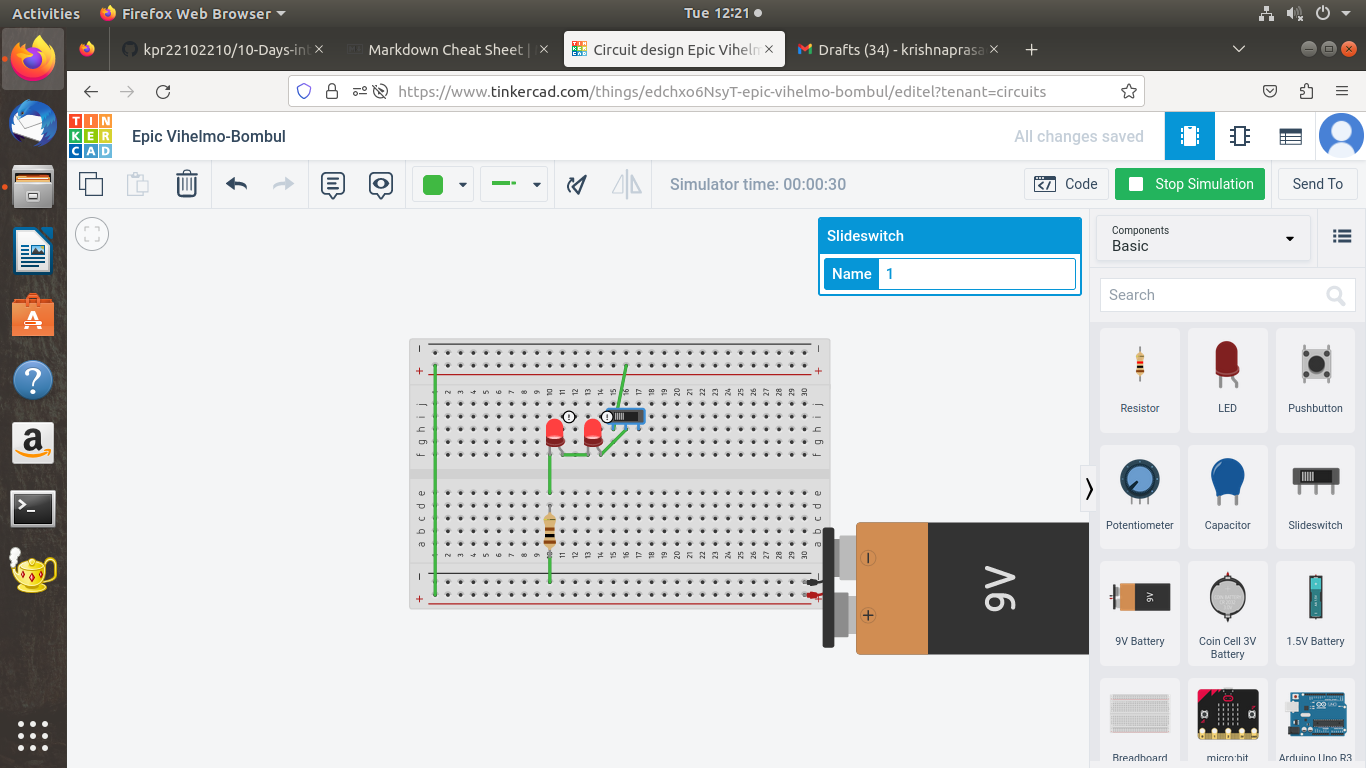 Activities Firefox Web Browser Tue 12:21
kpr22102210/10-Days-int Markdown Cheat Sheet | Circuit design Epic Vihelm Drafts (34) - krishnaprasa
https://www.tinkercad.com/things/edchxo6NsyT-epic-vihelmo-bombul/editel?tenant=circuits
TIN
KER
CAD
Epic Vihelmo-Bombul All changes saved
Simulator time: 00:00:30 Code Stop Simulation Send To
Slideswitch
Name 1
Components
Basic
Search
Resistor LED Pushbutton
Potentiometer Capacitor Slideswitch
9V Battery Coin Cell 3V Battery 1.5V Battery
Breadboard micro:bit Arduino Uno R3
9V